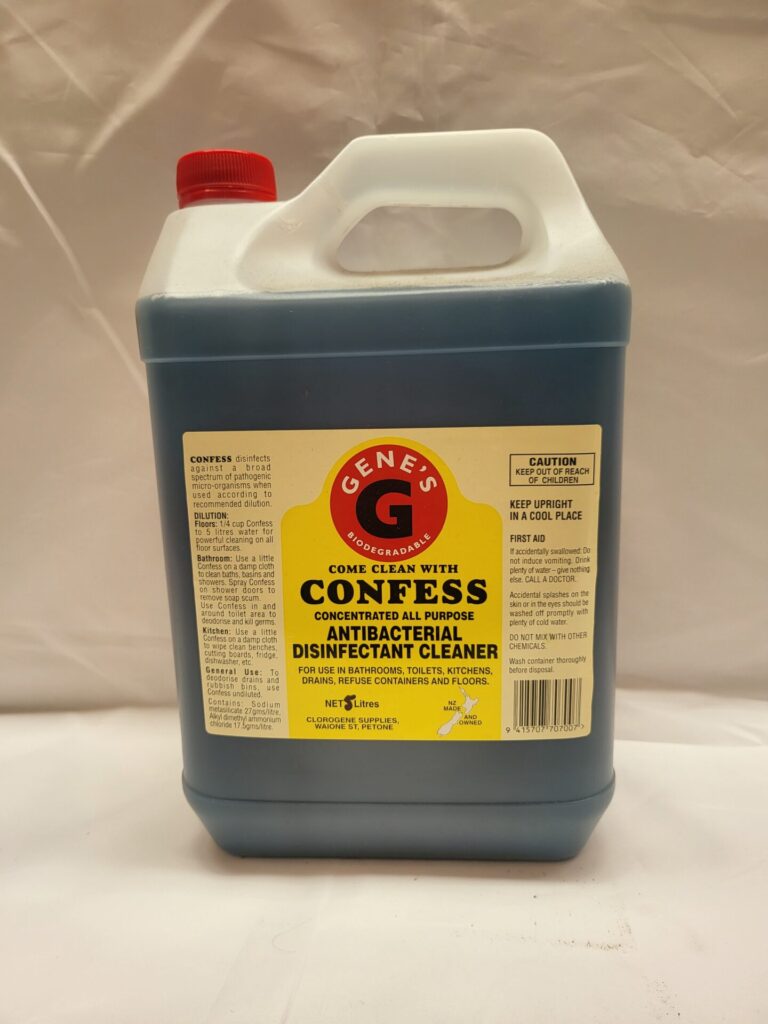 CONFESS disinfects
against a broad
spectrum of pathogenic
micro-organisms when
used according to
recommended dilution.
DILUTION:
Floors: 1/4 cup Confess
to 5 litres water for
powerful cleaning on all
floor surfaces.
Bathroom: Use a little
Confess on a damp cloth
to clean baths, basins and
showers. Spray Confess
on shower doors to
remove soap scum.
Use Confess in and
around toilet area to
deodorise and kill germs.
Kitchen: Use a little
Confess on a damp cloth
to wipe clean benches,
cutting boards, fridge,
dishwasher, etc.
General Use: To
deodorise drains and
rubbish bins, use
Confess undiluted.
Contains: Sodium
metasilicate 27gms/litre.
Alkyl dimethyl ammonium
chloride 17.5gms/litre.
GENE'S
G
BIODEGRADABLE
COME CLEAN WITH
CONFESS
CONCENTRATED ALL PURPOSE
ANTIBACTERIAL
DISINFECTANT CLEANER
FOR USE IN BATHROOMS, TOILETS, KITCHENS,
DRAINS, REFUSE CONTAINERS AND FLOORS.
NET 5 Litres
CLOROGENE SUPPLIES,
WAIONE ST, PETONE
NZ
MADE
AND
OWNED
CAUTION
KEEP OUT OF REACH
OF CHILDREN
KEEP UPRIGHT
IN A COOL PLACE
FIRST AID
If accidentally swallowed: Do
not induce vomiting. Drink
plenty of water – give nothing
else. CALL A DOCTOR.
Accidental splashes on the
skin or in the eyes should be
washed off promptly with
plenty of cold water.
DO NOT MIX WITH OTHER
CHEMICALS.
Wash container thoroughly
before disposal.
9 415707 707007 >